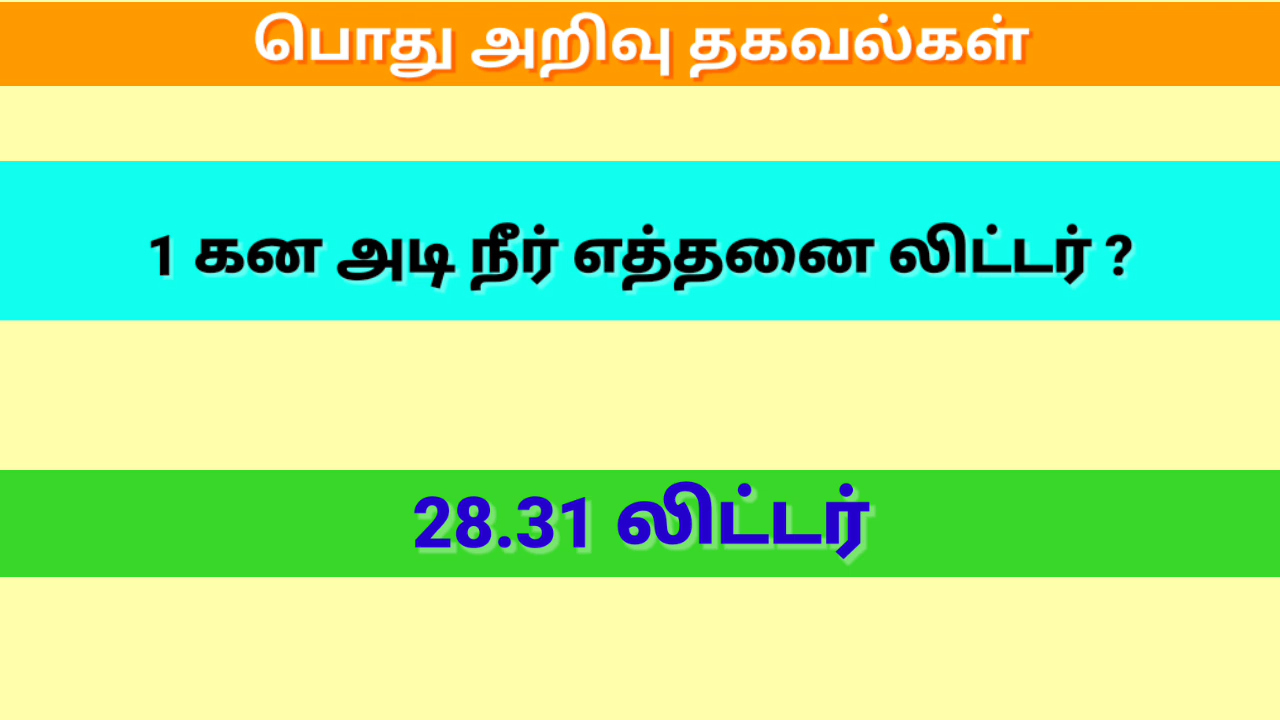 பொது அறிவு தகவல்கள்
1 கன அடி நீர் எத்தனை லிட்டர் ?
28.31 லிட்டர்